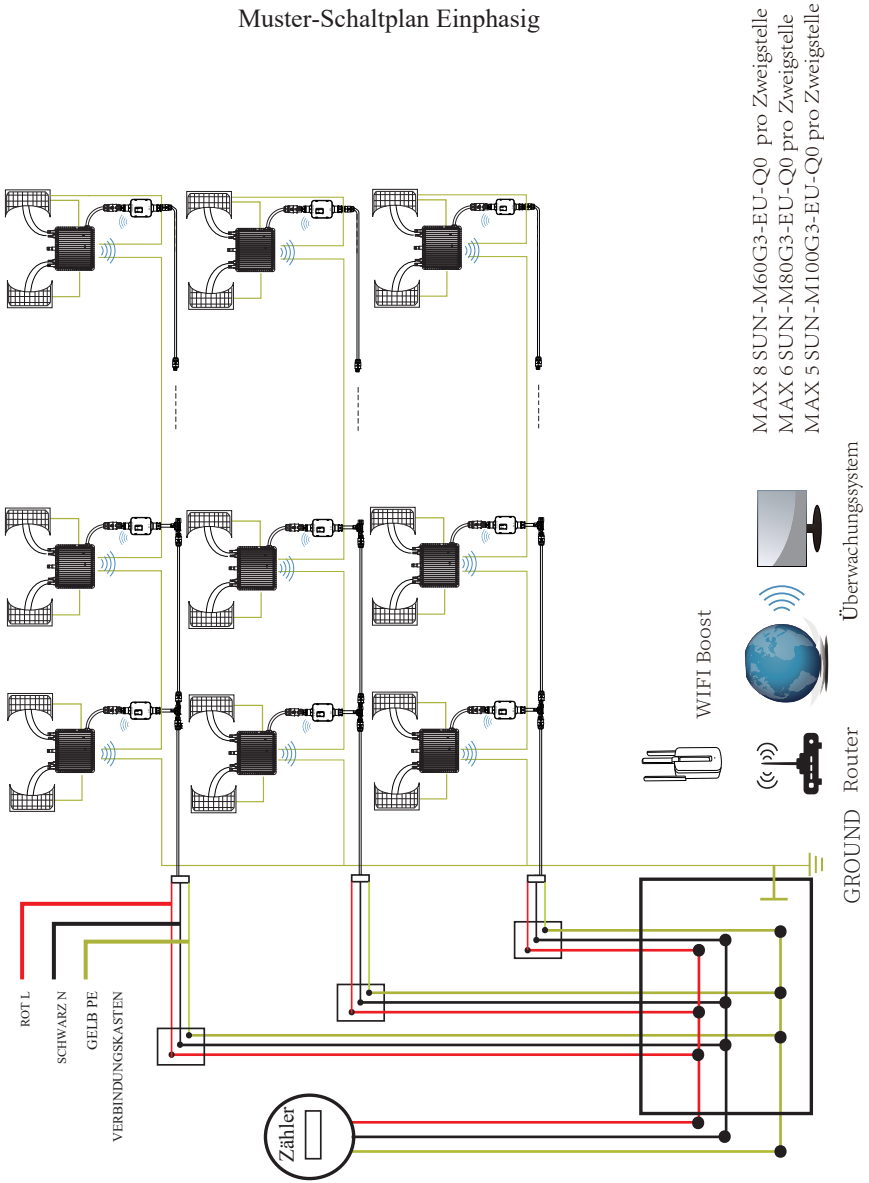 Muster-Schaltplan Einphasig
MAX 8 SUN-M60G3-EU-Q0 pro Zweigstelle
MAX 6 SUN-M80G3-EU-Q0 pro Zweigstelle
MAX 5 SUN-M100G3-EU-Q0 pro Zweigstelle
WIFI Boost
Überwachungssystem
Router
GROUND
ROT L
SCHWARZ N
GELB PE
VERBINDUNGSKASTEN
Zähler